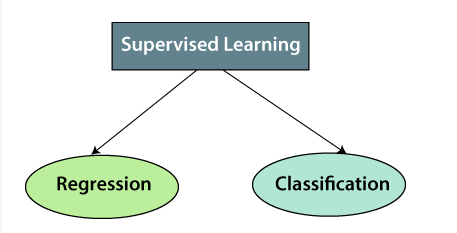 Supervised Learning
Regression
Classification